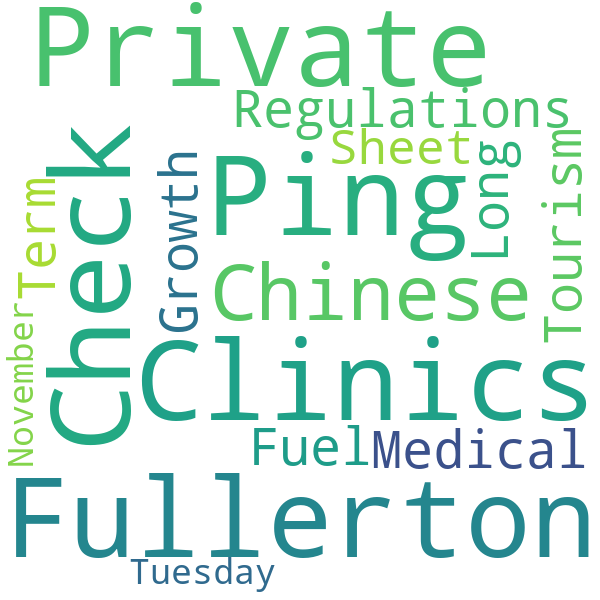 Private
Regulations
Sheet
Check
Ping
Long
Tourism
Growth
Term
Chinese
November
Clinics
Fuel
Medical
Fullerton
Tuesday